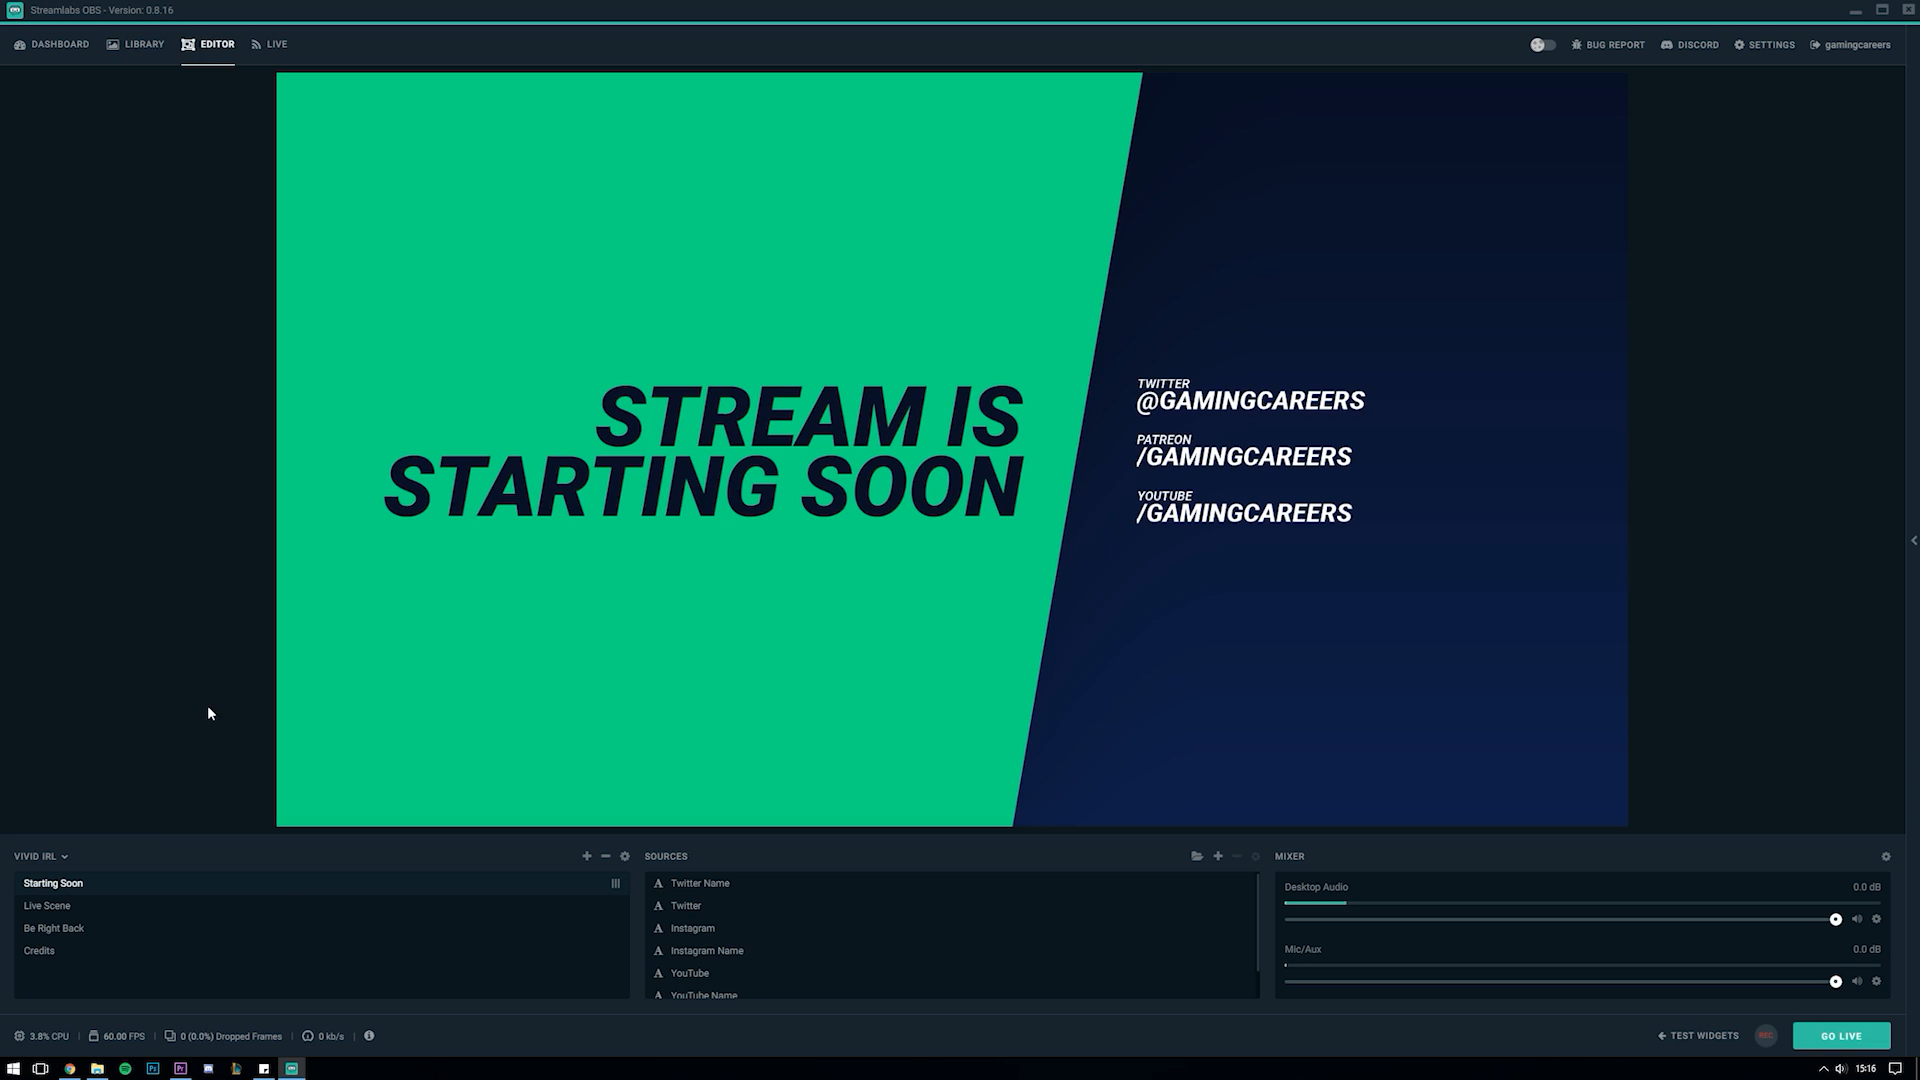 Streamlabs OBS - Version: 0.8.16
DASHBOARD
LIBRARY
EDITOR
LIVE
BUG REPORT
DISCORD
SETTINGS
gamingcareers
STREAM IS
STARTING SOON
TWITTER
@GAMINGCAREERS
PATREON
/GAMINGCAREERS
YOUTUBE
/GAMINGCAREERS
VIVID IRL
Starting Soon
Live Scene
Be Right Back
Credits
SOURCES
Twitter Name
Twitter
Instagram
Instagram Name
YouTube
YouTube Name
MIXER
Desktop Audio
0.0 dB
Mic/Aux
0.0 dB
3.8% CPU
60.00 FPS
0 (0.0%) Dropped Frames
0 kb/s
TEST WIDGETS
REC
GO LIVE
Ps
Pr
15:16